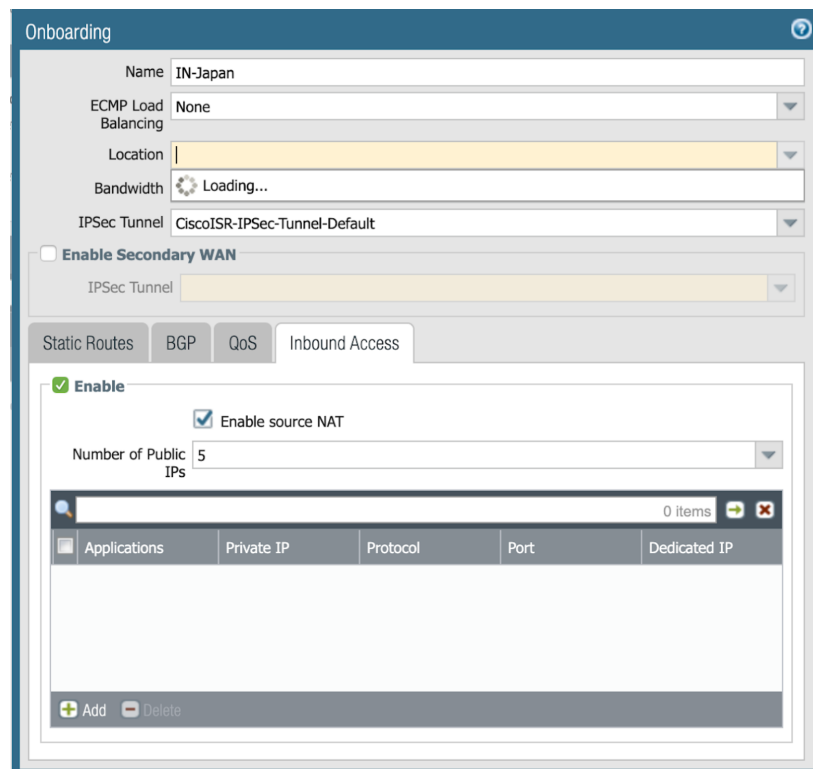 Onboarding
Name IN-Japan
ECMP Load
Balancing None
Location
Bandwidth Loading...
IPSec Tunnel CiscoISR-IPSec-Tunnel-Default
Enable Secondary WAN
IPSec Tunnel
Static Routes BGP QoS Inbound Access
Enable
Enable source NAT
Number of Public
IPs 5
0 items
Applications Private IP Protocol Port Dedicated IP
Add Delete